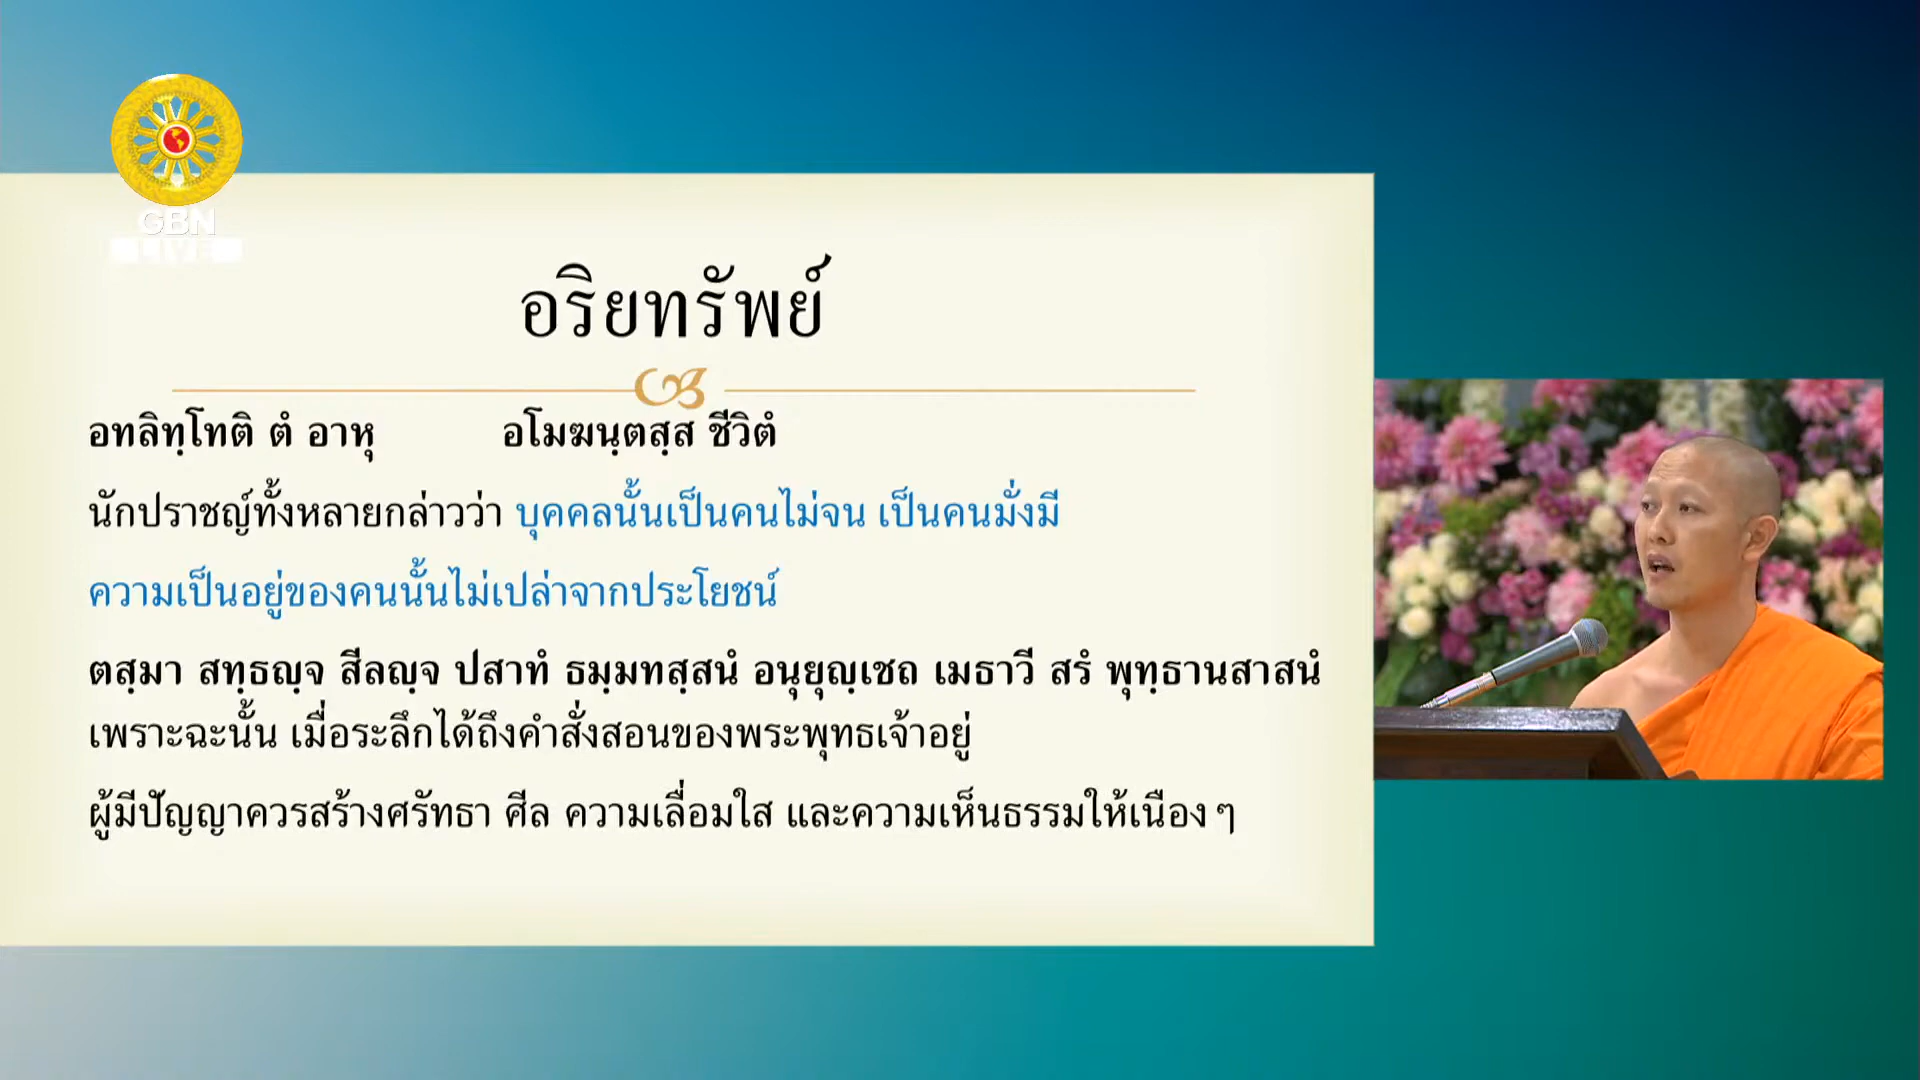 GBN
LIVE
อริยทรัพย์
อทลิทฺโทติ ตํ อาหุ อโมฆนฺตสฺส ชีวิตํ
นักปราชญ์ทั้งหลายกล่าวว่า บุคคลนั้นเป็นคนไม่จน เป็นคนมั่งมี
ความเป็นอยู่ของคนนั้นไม่เปล่าจากประโยชน์
ตสฺมา สทฺธญฺจ สีลญฺจ ปสาทํ ธมฺมทสฺสนํ อนุยุญฺเชถ เมธาวี สรํ พุทฺธานสาสนํ
เพราะฉะนั้น เมื่อระลึกได้ถึงคำสั่งสอนของพระพุทธเจ้าอยู่
ผู้มีปัญญาควรสร้างศรัทธา ศีล ความเลื่อมใส และความเห็นธรรมให้เนือง ๆ